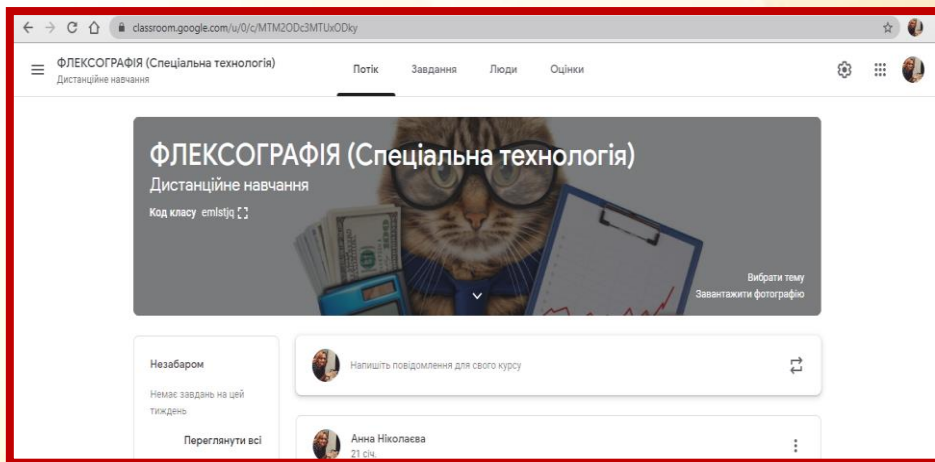 classroom.google.com/u/0/c/MTM2ODc3MTUxODky
ФЛЕКСОГРАФІЯ (Спеціальна технологія)
Дистанційне навчання
Потік Завдання Люди Оцінки
ФЛЕКСОГРАФІЯ (Спеціальна технологія)
Дистанційне навчання
Код класу emlstjq
Вибрати тему
Завантажити фотографію
Незабаром
Немає завдань на цей
тиждень
Переглянути всі
Напишіть повідомлення для свого курсу
Анна Ніколаєва
21 січ.